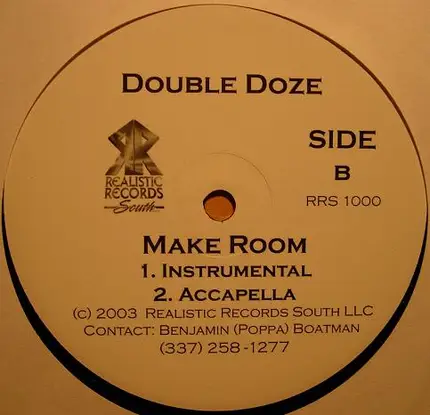 DOUBLE DOZE
SIDE
B
RRS 1000
REALISTIC
RECORDS
South
MAKE ROOM
1. INSTRUMENTAL
2. ACCAPELLA
(C) 2003 REALISTIC RECORDS SOUTH LLC
CONTACT: BENJAMIN (POPPA) BOATMAN
(337) 258-1277